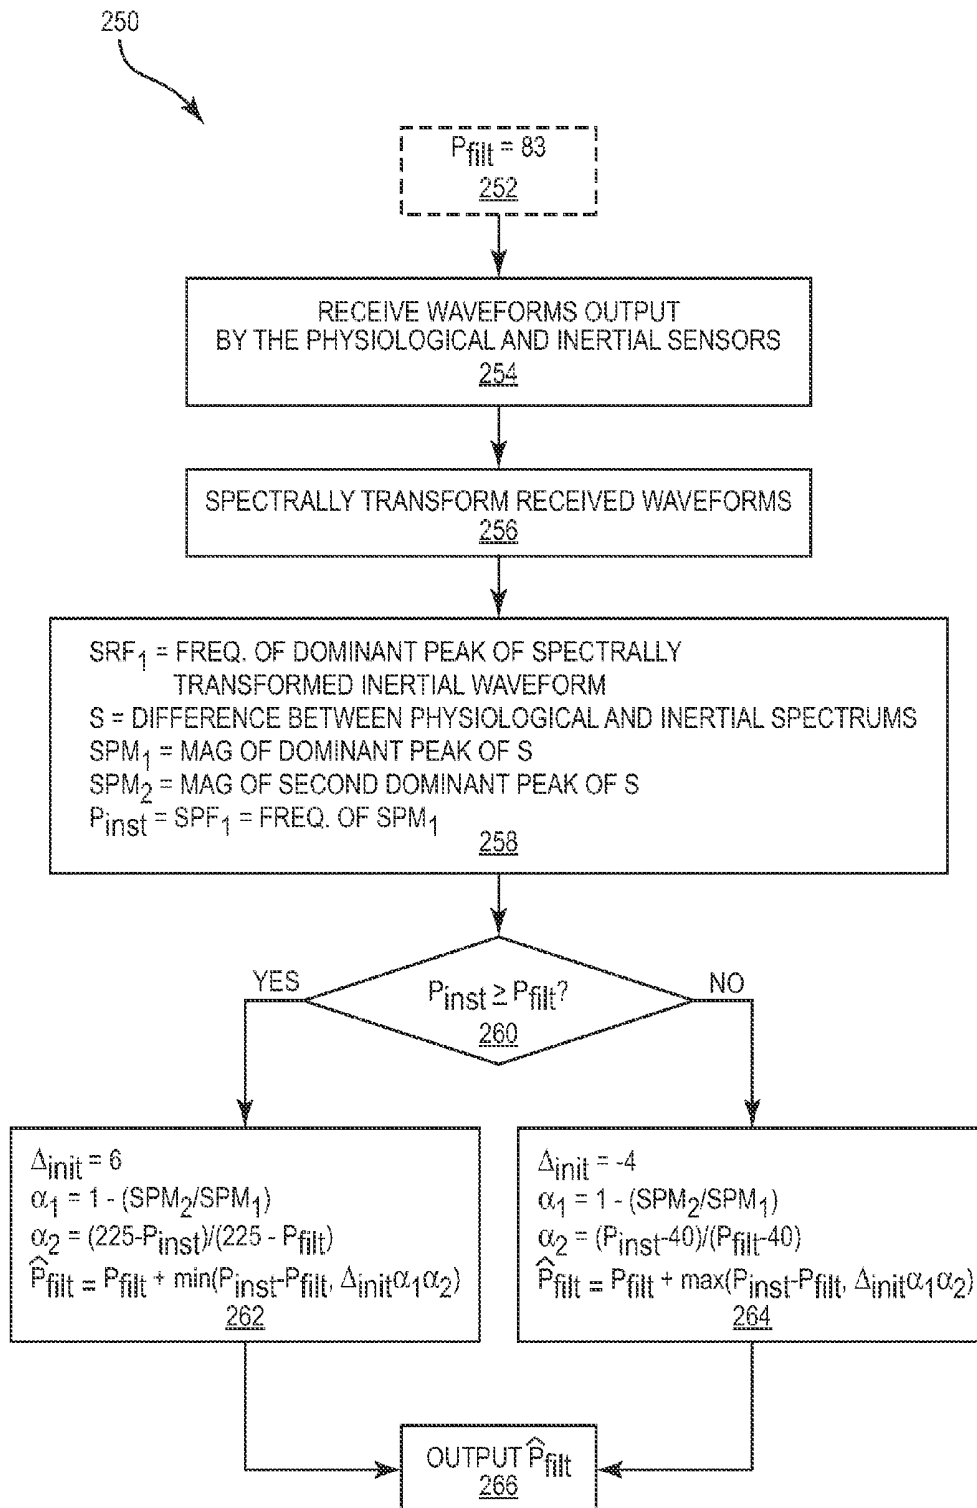 250
Pfilt = 83
252
RECEIVE WAVEFORMS OUTPUT
BY THE PHYSIOLOGICAL AND INERTIAL SENSORS
254
SPECTRALLY TRANSFORM RECEIVED WAVEFORMS
256
SRF1 = FREQ. OF DOMINANT PEAK OF SPECTRALLY
TRANSFORMED INERTIAL WAVEFORM
S = DIFFERENCE BETWEEN PHYSIOLOGICAL AND INERTIAL SPECTRUMS
SPM1 = MAG OF DOMINANT PEAK OF S
SPM2 = MAG OF SECOND DOMINANT PEAK OF S
Pinst = SPF1 = FREQ. OF SPM1
258
YES
Pinst ≥ Pfilt?
NO
260
Δinit = 6
α1 = 1 - (SPM2/SPM1)
α2 = (225-Pinst)/(225 - Pfilt)
P̂filt = Pfilt + min(Pinst-Pfilt, Δinitα1α2)
262
Δinit = -4
α1 = 1 - (SPM2/SPM1)
α2 = (Pinst-40)/(Pfilt-40)
P̂filt = Pfilt + max(Pinst-Pfilt, Δinitα1α2)
264
OUTPUT P̂filt
266